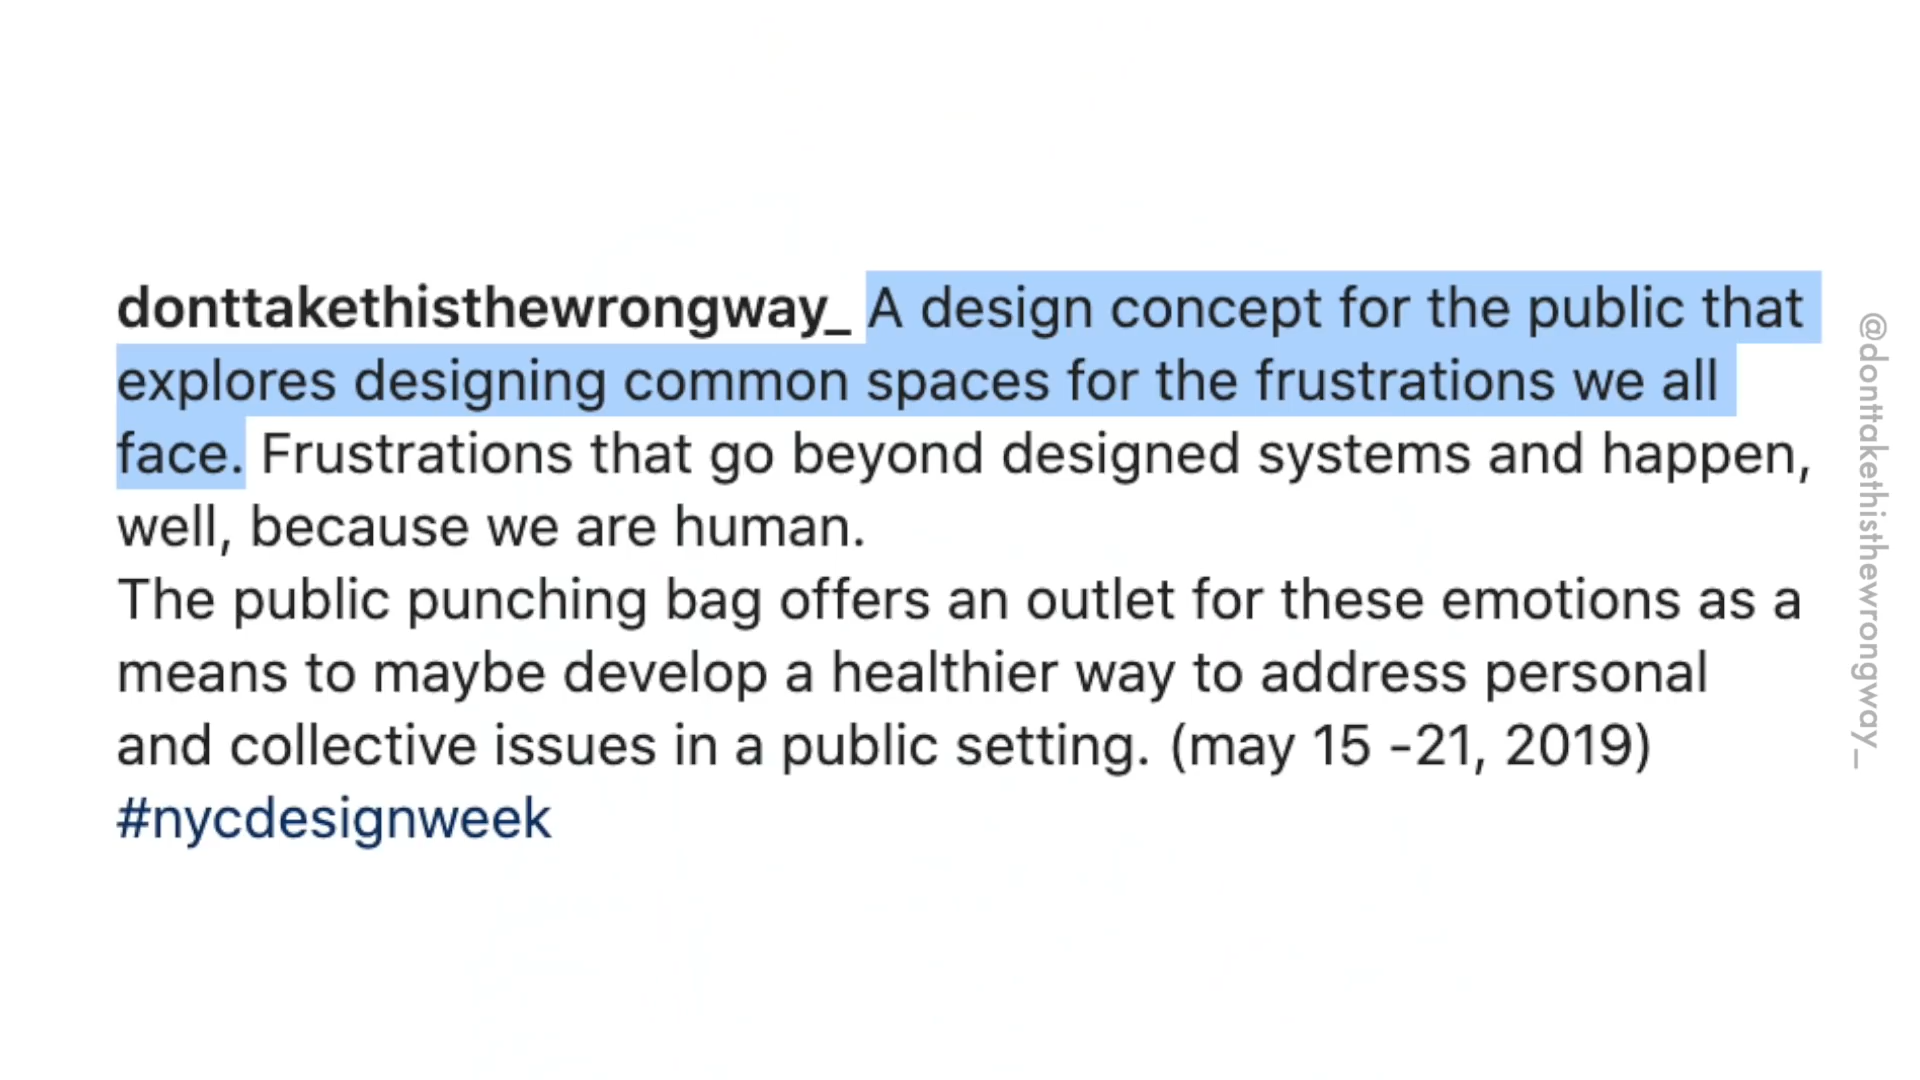 donttakethisthewrongway_ A design concept for the public that
explores designing common spaces for the frustrations we all
face. Frustrations that go beyond designed systems and happen,
well, because we are human.
The public punching bag offers an outlet for these emotions as a
means to maybe develop a healthier way to address personal
and collective issues in a public setting. (may 15 -21, 2019)
#nycdesignweek
@donttakethisthewrongway_